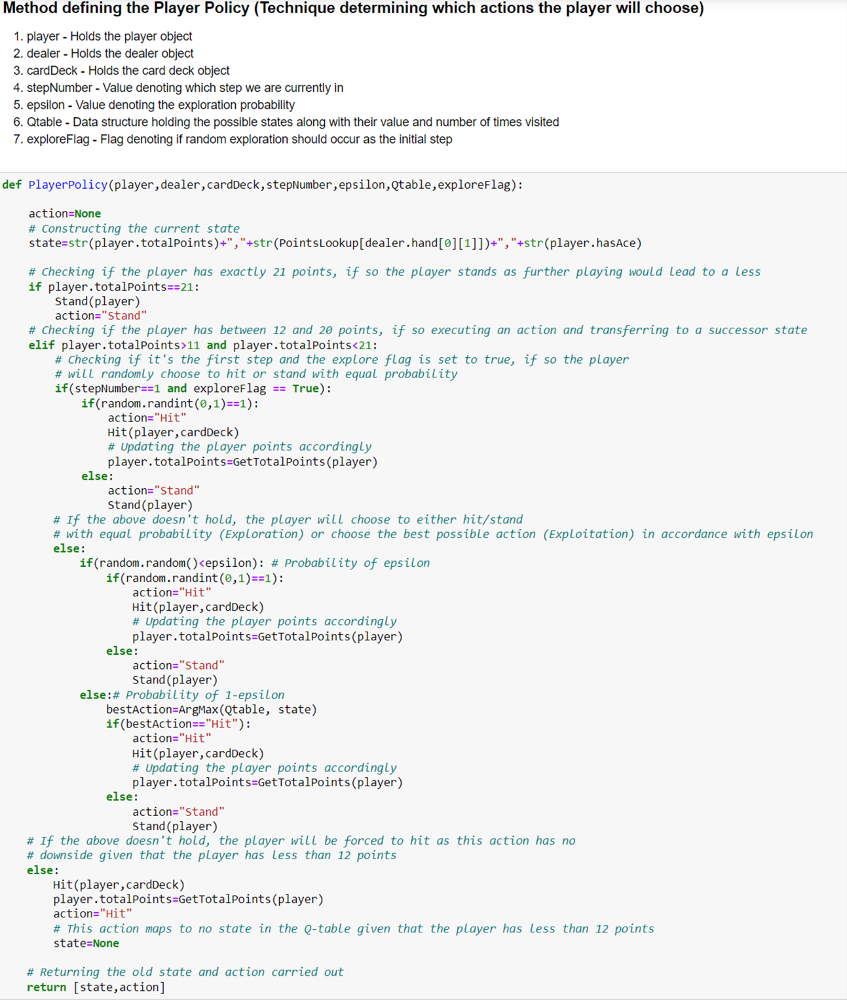 Method defining the Player Policy (Technique determining which actions the player will choose)
1. player - Holds the player object
2. dealer - Holds the dealer object
3. cardDeck - Holds the card deck object
4. stepNumber - Value denoting which step we are currently in
5. epsilon - Value denoting the exploration probability
6. Qtable - Data structure holding the possible states along with their value and number of times visited
7. exploreFlag - Flag denoting if random exploration should occur as the initial step
def PlayerPolicy(player,dealer,cardDeck,stepNumber,epsilon,Qtable,exploreFlag):
    action=None
    # Constructing the current state
    state=str(player.totalPoints)+","+str(PointsLookup[dealer.hand[0][1]])+","+str(player.hasAce)
    # Checking if the player has exactly 21 points, if so the player stands as further playing would lead to a less
    if player.totalPoints==21:
        Stand(player)
        action="Stand"
    # Checking if the player has between 12 and 20 points, if so executing an action and transferring to a successor state
    elif player.totalPoints>11 and player.totalPoints<21:
        # Checking if it's the first step and the explore flag is set to true, if so the player
        # will randomly choose to hit or stand with equal probability
        if(stepNumber==1 and exploreFlag == True):
            if(random.randint(0,1)==1):
                action="Hit"
                Hit(player,cardDeck)
                # Updating the player points accordingly
                player.totalPoints=GetTotalPoints(player)
            else:
                action="Stand"
                Stand(player)
        # If the above doesn't hold, the player will choose to either hit/stand
        # with equal probability (Exploration) or choose the best possible action (Exploitation) in accordance with epsilon
        else:
            if(random.random()<epsilon): # Probability of epsilon
                if(random.randint(0,1)==1):
                    action="Hit"
                    Hit(player,cardDeck)
                    # Updating the player points accordingly
                    player.totalPoints=GetTotalPoints(player)
                else:
                    action="Stand"
                    Stand(player)
            else:# Probability of 1-epsilon
                bestAction=ArgMax(Qtable, state)
                if(bestAction=="Hit"):
                    action="Hit"
                    Hit(player,cardDeck)
                    # Updating the player points accordingly
                    player.totalPoints=GetTotalPoints(player)
                else:
                    action="Stand"
                    Stand(player)
    # If the above doesn't hold, the player will be forced to hit as this action has no
    # downside given that the player has less than 12 points
    else:
        Hit(player,cardDeck)
        player.totalPoints=GetTotalPoints(player)
        action="Hit"
        # This action maps to no state in the Q-table given that the player has less than 12 points
        state=None
    # Returning the old state and action carried out
    return [state,action]